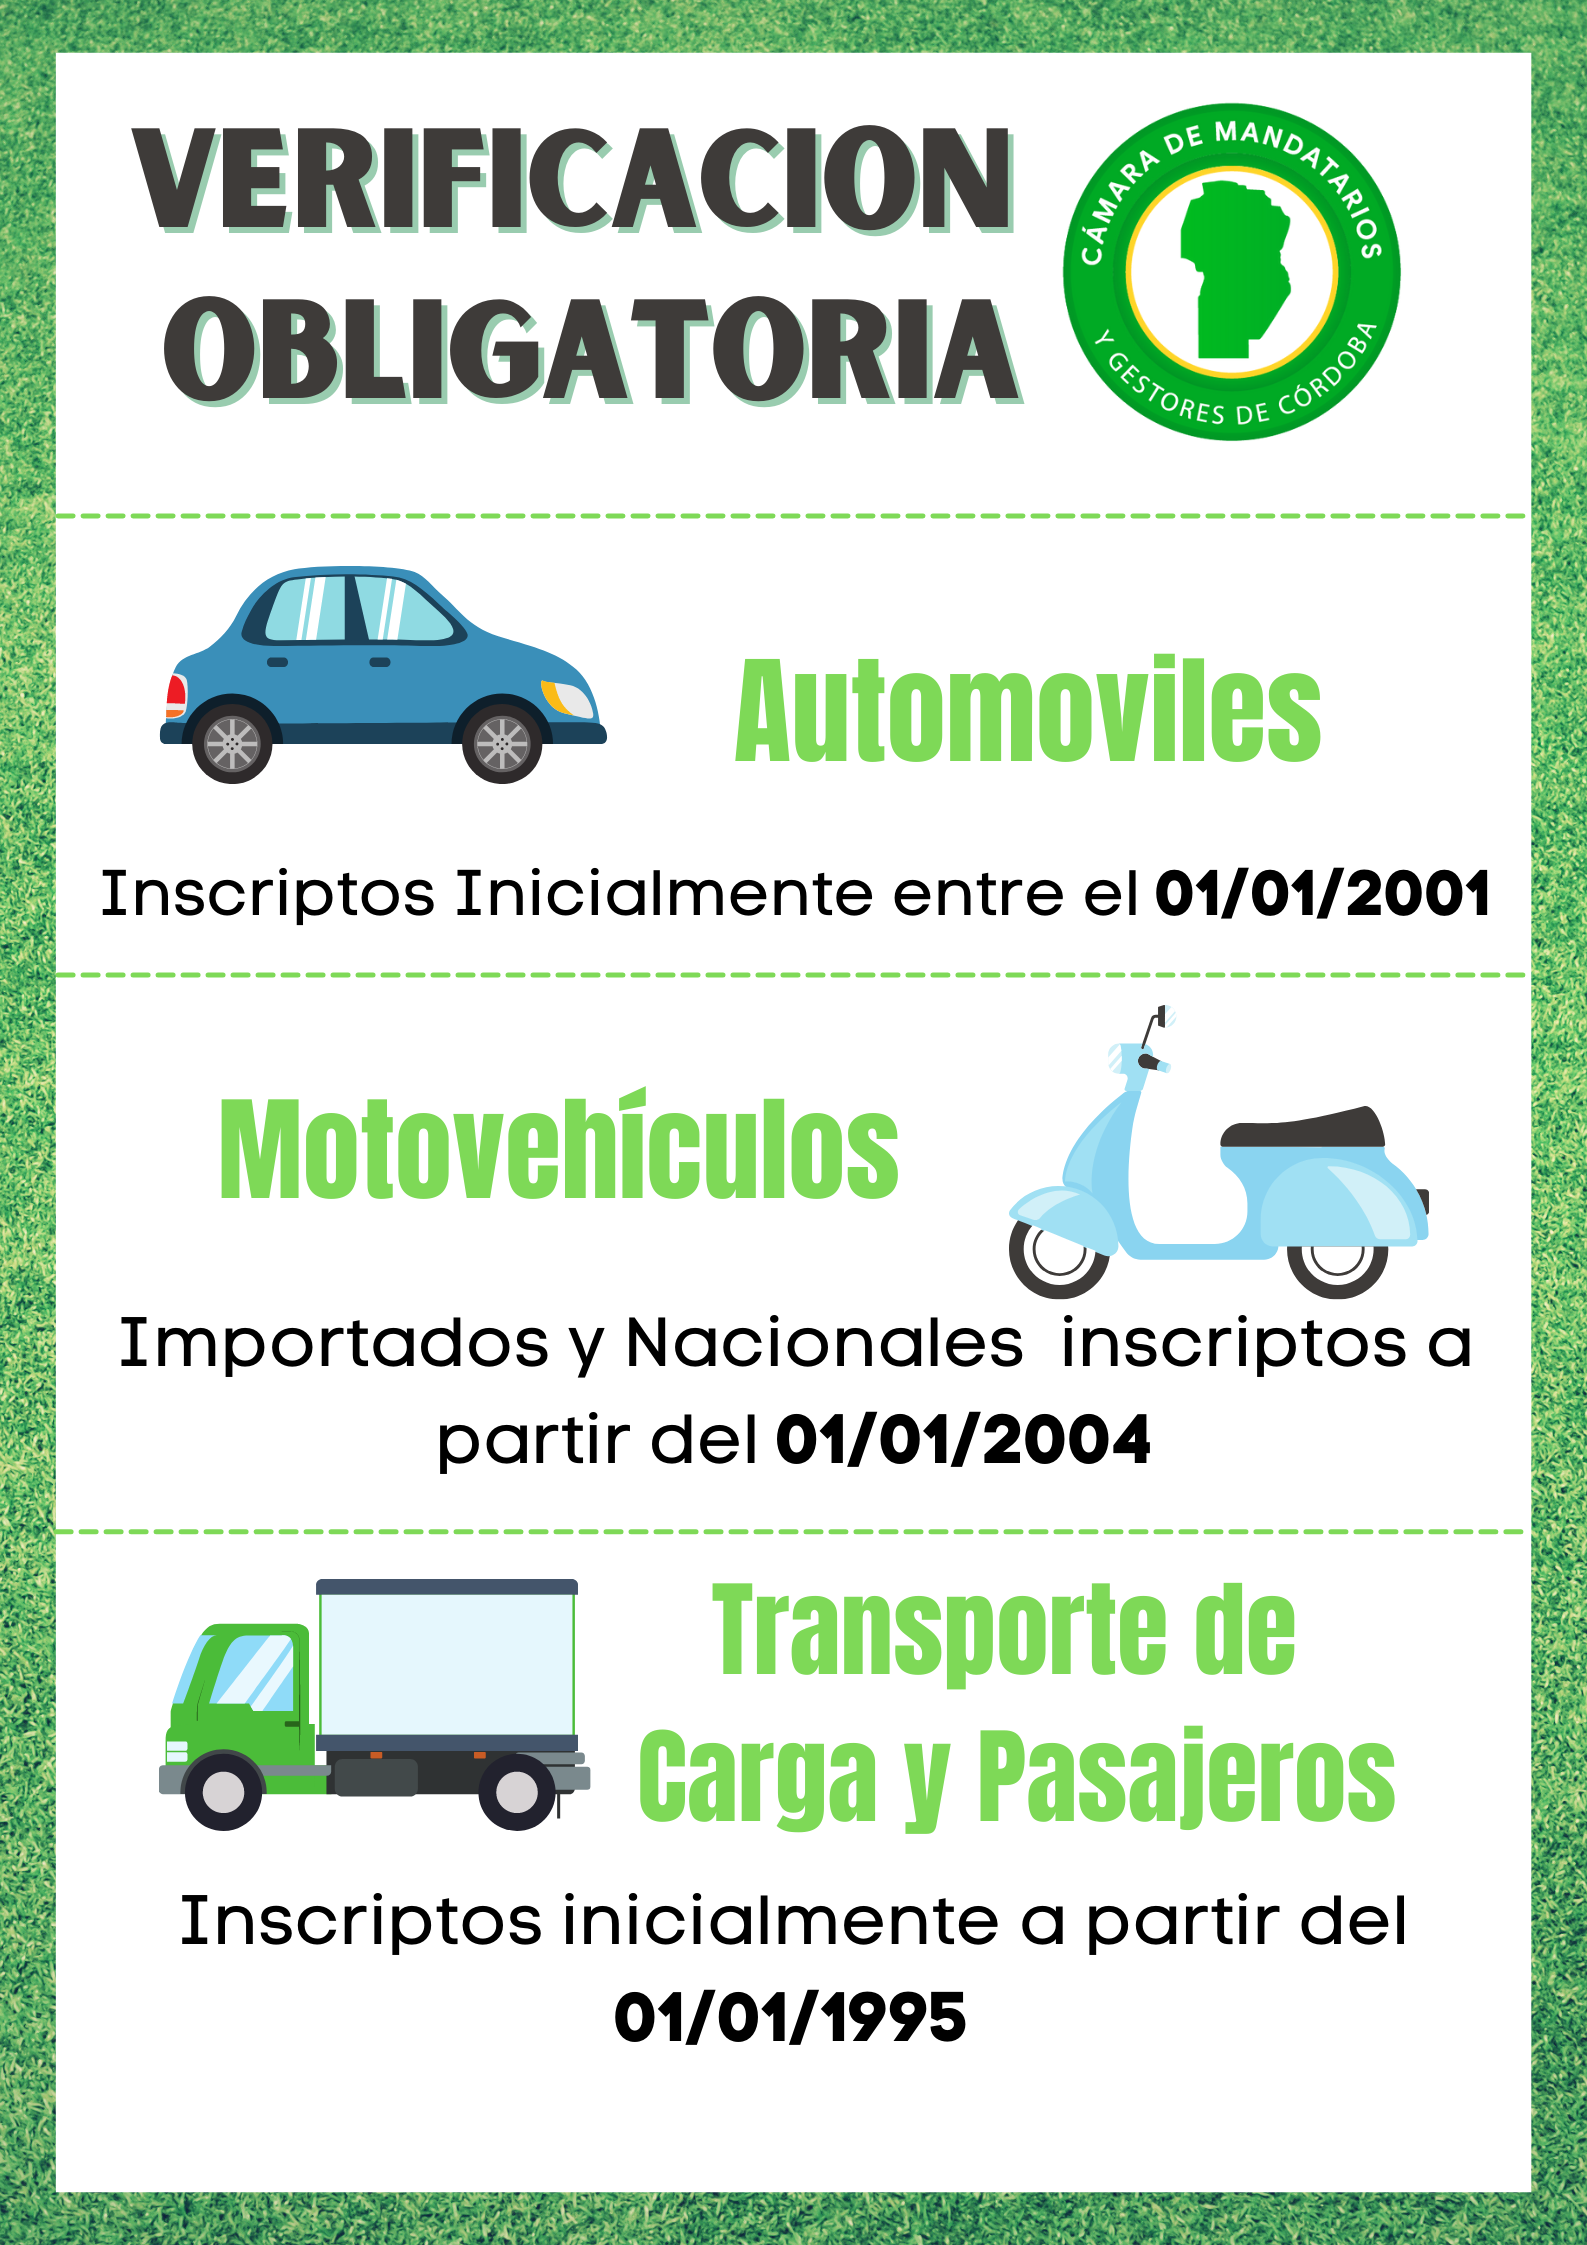 VERIFICACION
OBLIGATORIA
CÁMARA DE MANDATARIOS
Y GESTORES DE CÓRDOBA
Automoviles
Inscriptos Inicialmente entre el 01/01/2001
Motovehículos
Importados y Nacionales  inscriptos a
partir del 01/01/2004
Transporte de
Carga y Pasajeros
Inscriptos inicialmente a partir del
01/01/1995